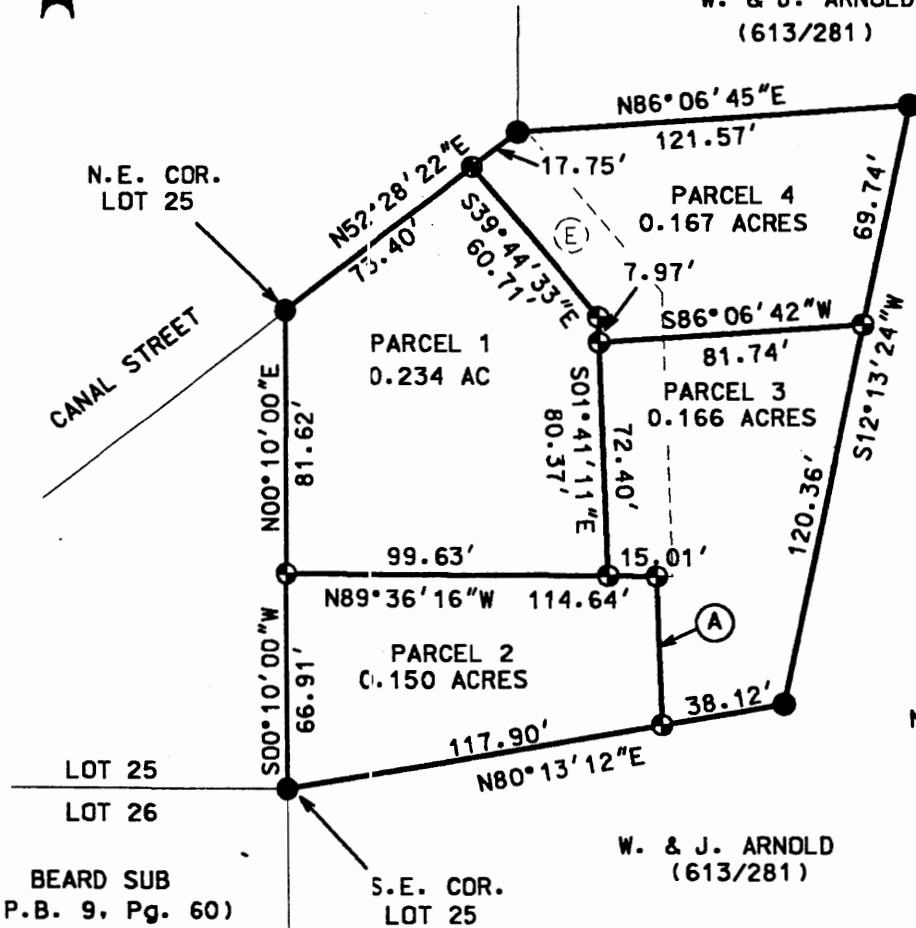 W. & J. ARNOLD
(613/281)
N86°06'45"E
121.57'
17.75'
N.E. COR.
LOT 25
N52°28'22"E
73.40'
PARCEL 4
0.167 ACRES
69.74'
S39°44'33"E
60.71'
E
7.97'
S86°06'42"W
81.74'
CANAL STREET
PARCEL 1
0.234 AC
S12°13'24"W
PARCEL 3
0.166 ACRES
N00°10'00"E
81.62'
S01°41'11"E
80.37'
72.40'
120.36'
99.63'
15.01'
N89°36'16"W
114.64'
A
PARCEL 2
0.150 ACRES
S00°10'00"W
66.91'
38.12'
117.90'
N80°13'12"E
N
LOT 25
LOT 26
W. & J. ARNOLD
(613/281)
BEARD SUB
P.B. 9, Pg. 60)
S.E. COR.
LOT 25